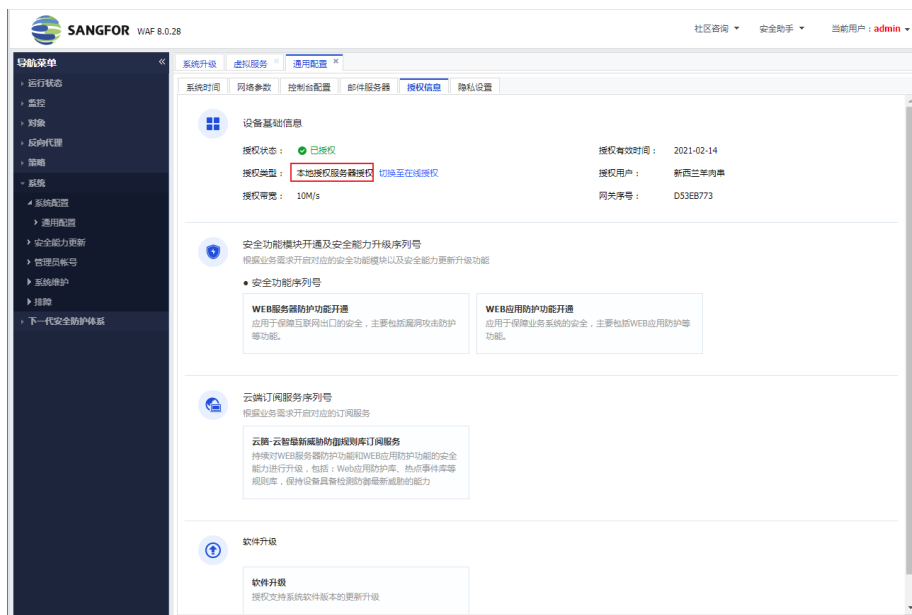 SANGFOR WAF 8.0.28
社区咨询 安全助手 当前用户：admin
导航菜单 «
系统升级 虚拟服务 × 通用配置 ×
运行状态
监控
对象
反向代理
策略
系统
系统配置
通用配置
安全能力更新
管理员帐号
系统维护
排障
下一代安全防护体系
系统时间 网络参数 控制台配置 邮件服务器 授权信息 隐私设置
设备基础信息
授权状态： 已授权 授权有效时间： 2021-02-14
授权类型： 本地授权服务器授权 切换至在线授权 授权用户： 新西兰羊肉串
授权带宽： 10M/s 网关序号： D53EB773
安全功能模块开通及安全能力升级序列号
根据业务需求开启对应的安全功能模块以及安全能力更新升级功能
● 安全功能序列号
WEB服务器防护功能开通
应用于保障互联网出口的安全，主要包括漏洞攻击防护
等功能。
WEB应用防护功能开通
应用于保障业务系统的安全，主要包括WEB应用防护等
功能。
云端订阅服务序列号
根据业务需求开启对应的订阅服务
云脑-云智最新威胁防御规则库订阅服务
持续对WEB服务器防护功能和WEB应用防护功能的安全
能力进行升级，包括：Web应用防护库、热点事件库等
规则库，保持设备具备检测防御最新威胁的能力
软件升级
软件升级
授权支持系统软件版本的更新升级